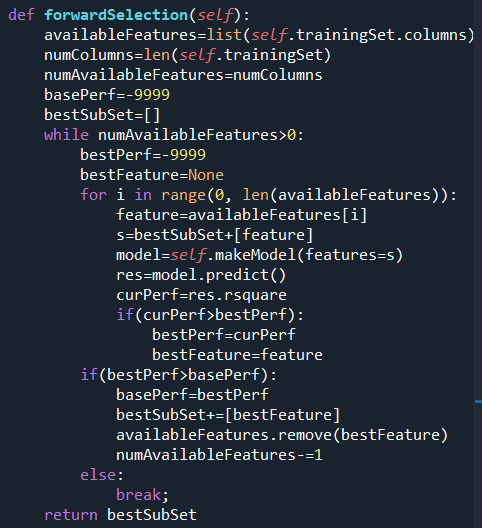 def forwardSelection(self):
    availableFeatures=list(self.trainingSet.columns)
    numColumns=len(self.trainingSet)
    numAvailableFeatures=numColumns
    basePerf=-9999
    bestSubSet=[]
    while numAvailableFeatures>0:
        bestPerf=-9999
        bestFeature=None
        for i in range(0, len(availableFeatures)):
            feature=availableFeatures[i]
            s=bestSubSet+[feature]
            model=self.makeModel(features=s)
            res=model.predict()
            curPerf=res.rsquare
            if(curPerf>bestPerf):
                bestPerf=curPerf
                bestFeature=feature
        if(bestPerf>basePerf):
            basePerf=bestPerf
            bestSubSet+=[bestFeature]
            availableFeatures.remove(bestFeature)
            numAvailableFeatures-=1
        else:
            break;
    return bestSubSet